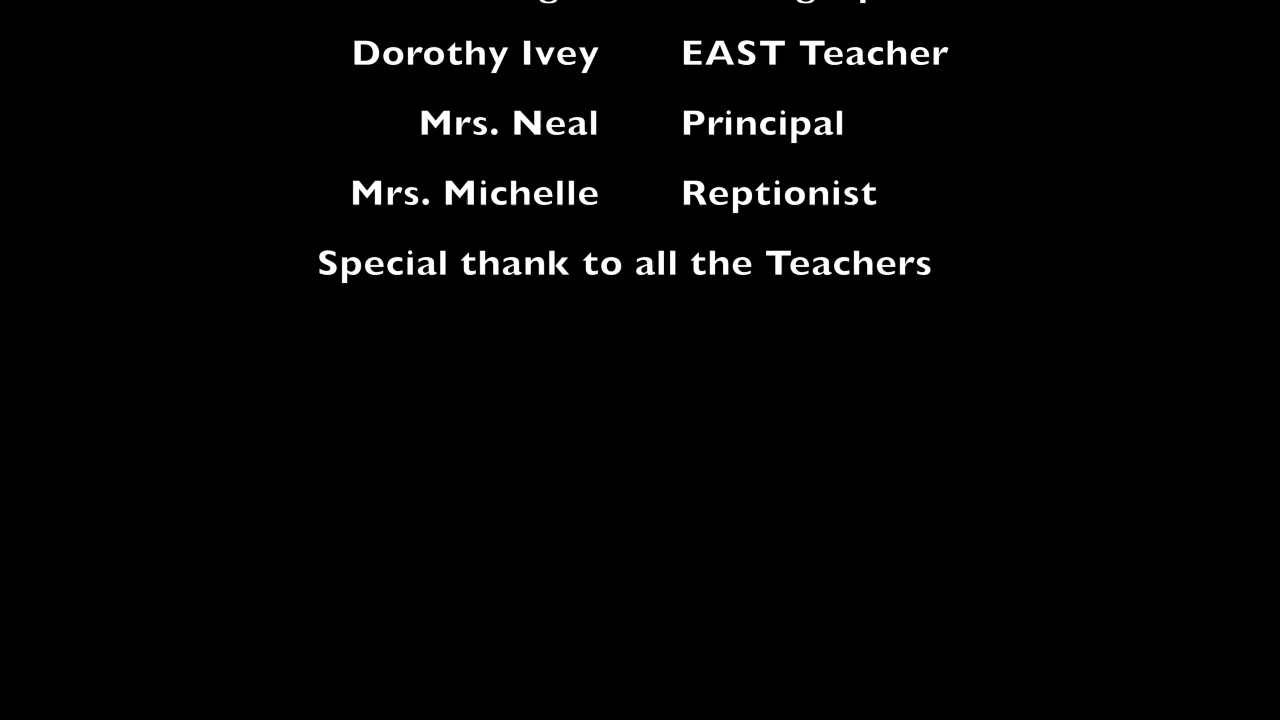 Dorothy Ivey EAST Teacher
Mrs. Neal Principal
Mrs. Michelle Reptionist
Special thank to all the Teachers